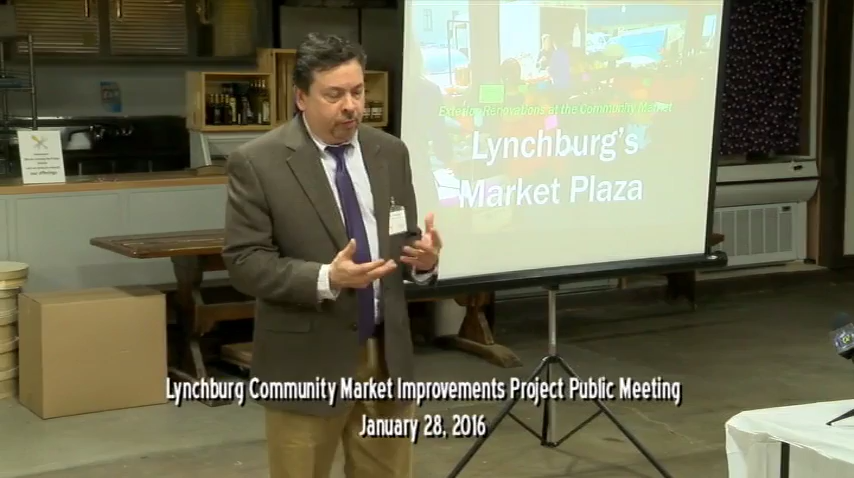 Exterior Renovations at the Community Market
Lynchburg's
Market Plaza
Lynchburg Community Market Improvements Project Public Meeting
January 28, 2016